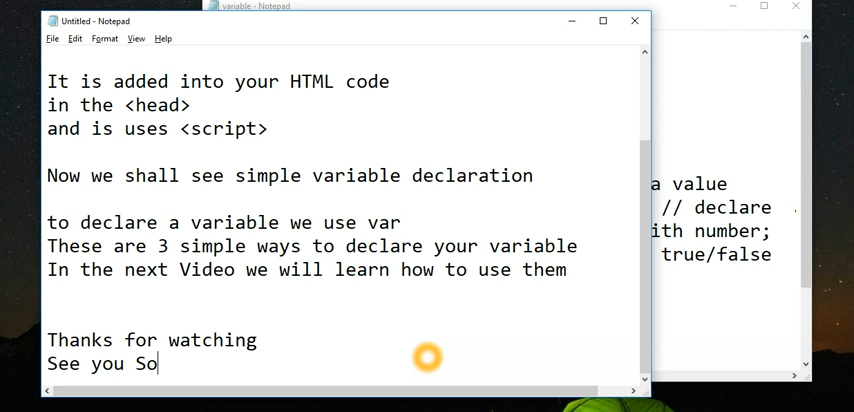 variable - Notepad
Untitled - Notepad
File Edit Format View Help
It is added into your HTML code
in the <head>
and is uses <script>
Now we shall see simple variable declaration
to declare a variable we use var
These are 3 simple ways to declare your variable
In the next Video we will learn how to use them
Thanks for watching
See you So
a value
// declare
ith number;
true/false